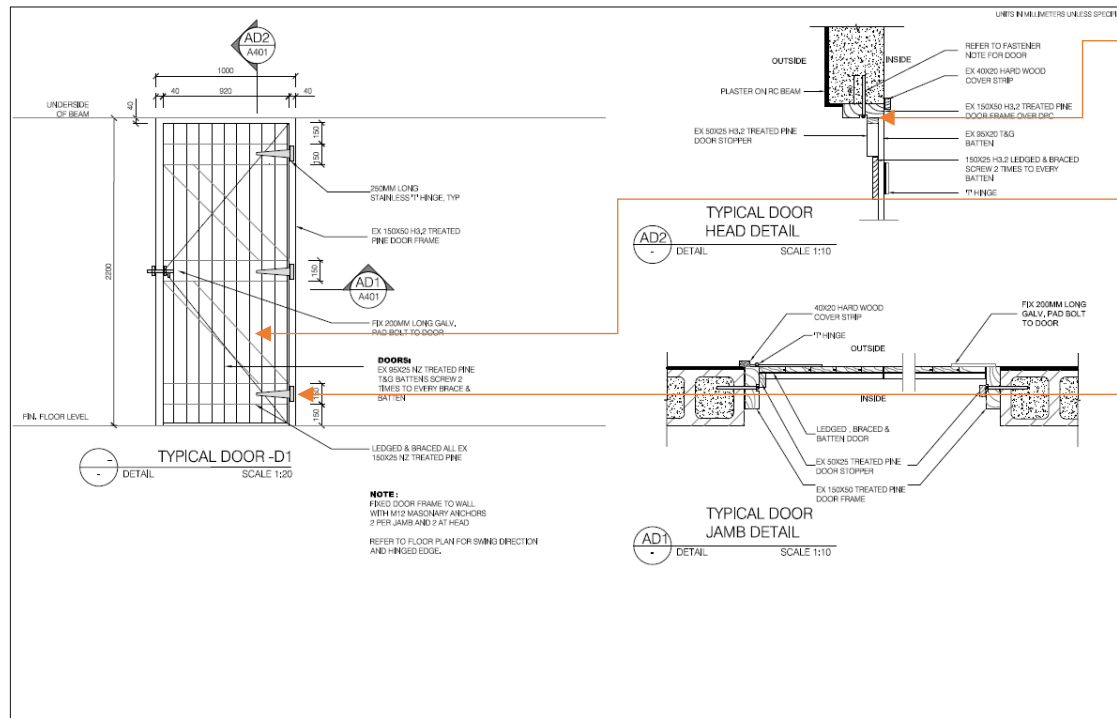 UNITS IN MILLIMETERS UNLESS SPECIFI
AD2
A401
1000
40
920
40
40
UNDERSIDE
OF BEAM
150
150
250MM LONG
STAINLESS 'T' HINGE, TYP
EX 150X50 H3.2 TREATED
PINE DOOR FRAME
2200
150
AD1
A401
FIX 200MM LONG GALV.
PAD BOLT TO DOOR
DOORS:
EX 95X25 NZ TREATED PINE
T&G BATTENS SCREW 2
TIMES TO EVERY BRACE &
BATTEN
150
150
FIN. FLOOR LEVEL
LEDGED & BRACED ALL EX
150X25 NZ TREATED PINE
-
-
TYPICAL DOOR -D1
DETAIL
SCALE 1:20
NOTE :
FIXED DOOR FRAME TO WALL
WITH M12 MASONARY ANCHORS
2 PER JAMB AND 2 AT HEAD
REFER TO FLOOR PLAN FOR SWING DIRECTION
AND HINGED EDGE.
OUTSIDE
INSIDE
REFER TO FASTENER
NOTE FOR DOOR
EX 40X20 HARD WOOD
COVER STRIP
PLASTER ON RC BEAM
EX 150X50 H3.2 TREATED PINE
DOOR FRAME OVER DPC
EX 50X25 H3.2 TREATED PINE
DOOR STOPPER
EX 95X20 T&G
BATTEN
150X25 H3.2 LEDGED & BRACED
SCREW 2 TIMES TO EVERY
BATTEN
'T' HINGE
TYPICAL DOOR
HEAD DETAIL
AD2
-
DETAIL
SCALE 1:10
40X20 HARD WOOD
COVER STRIP
'T' HINGE
OUTSIDE
FIX 200MM LONG
GALV. PAD BOLT
TO DOOR
INSIDE
LEDGED , BRACED &
BATTEN DOOR
EX 50X25 TREATED PINE
DOOR STOPPER
EX 150X50 TREATED PINE
DOOR FRAME
TYPICAL DOOR
JAMB DETAIL
AD1
-
DETAIL
SCALE 1:10